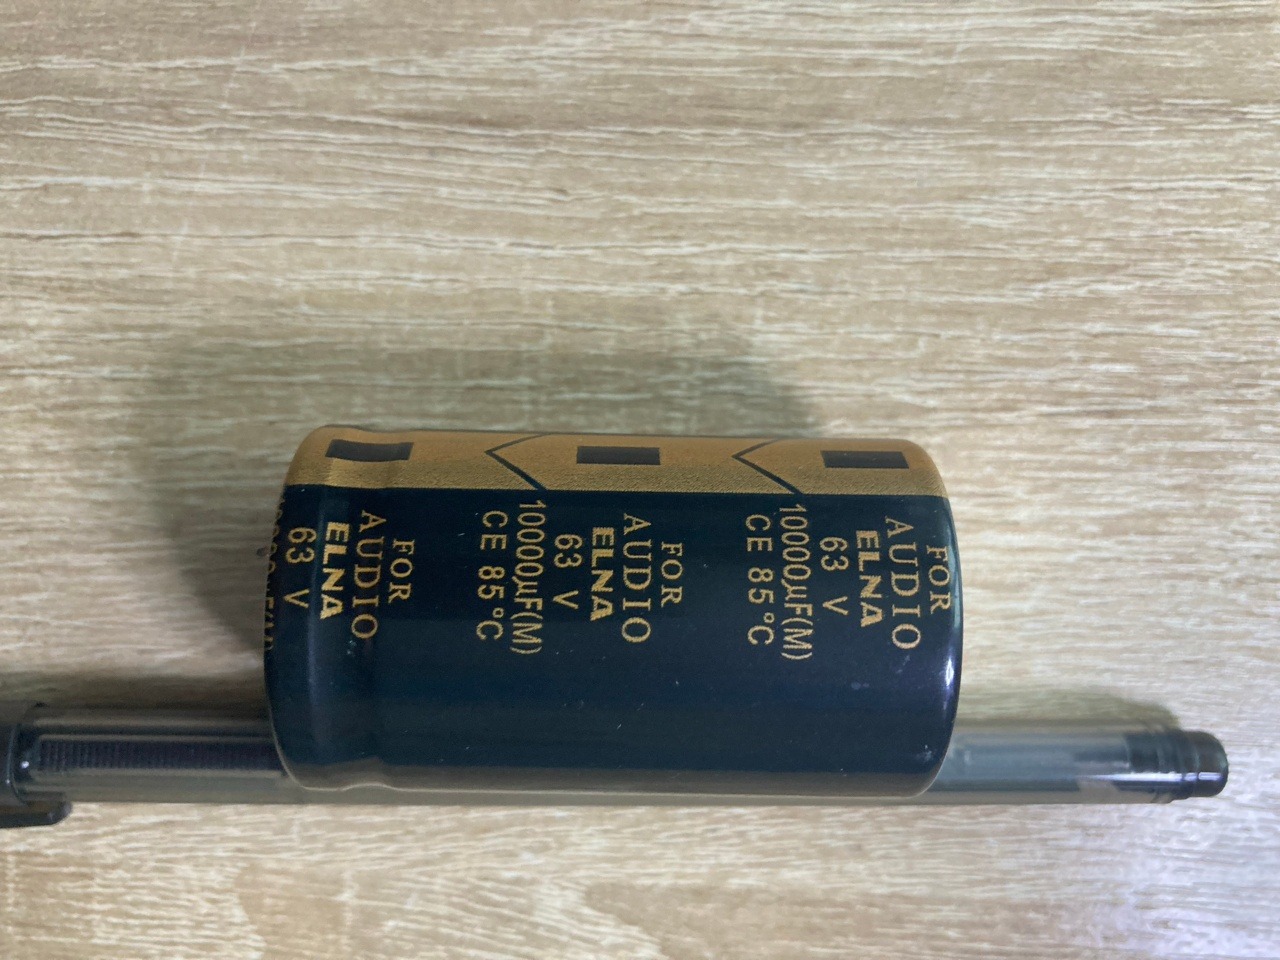 FOR
AUDIO
ELNA
63 V
10000µF(M)
CE 85°C
FOR
AUDIO
ELNA
63 V
10000µF(M)
CE 85°C
FOR
AUDIO
ELNA
63 V